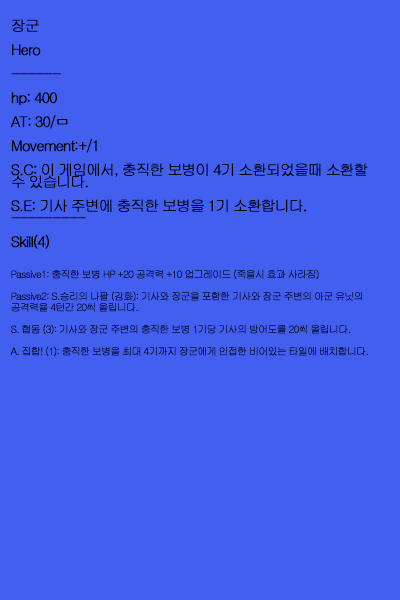 장군
Hero
________
hp: 400
AT: 30/ㅁ
Movement:+/1
S.C: 이 게임에서, 충직한 보병이 4기 소환되었을때 소환할
수 있습니다.
S.E: 기사 주변에 충직한 보병을 1기 소환합니다.
____________
Skill(4)
Passive1: 충직한 보병 HP +20 공격력 +10 업그레이드 (죽을시 효과 사라짐)
Passive2: S.승리의 나팔 (강화): 기사와 장군을 포함한 기사와 장군 주변의 아군 유닛의
공격력을 4턴간 20씩 올립니다.
S. 협동 (3): 기사와 장군 주변의 충직한 보병 1기당 기사의 방어도를 20씩 올립니다.
A. 집합! (1): 충직한 보병을 최대 4기까지 장군에게 인접한 비어있는 타일에 배치합니다.